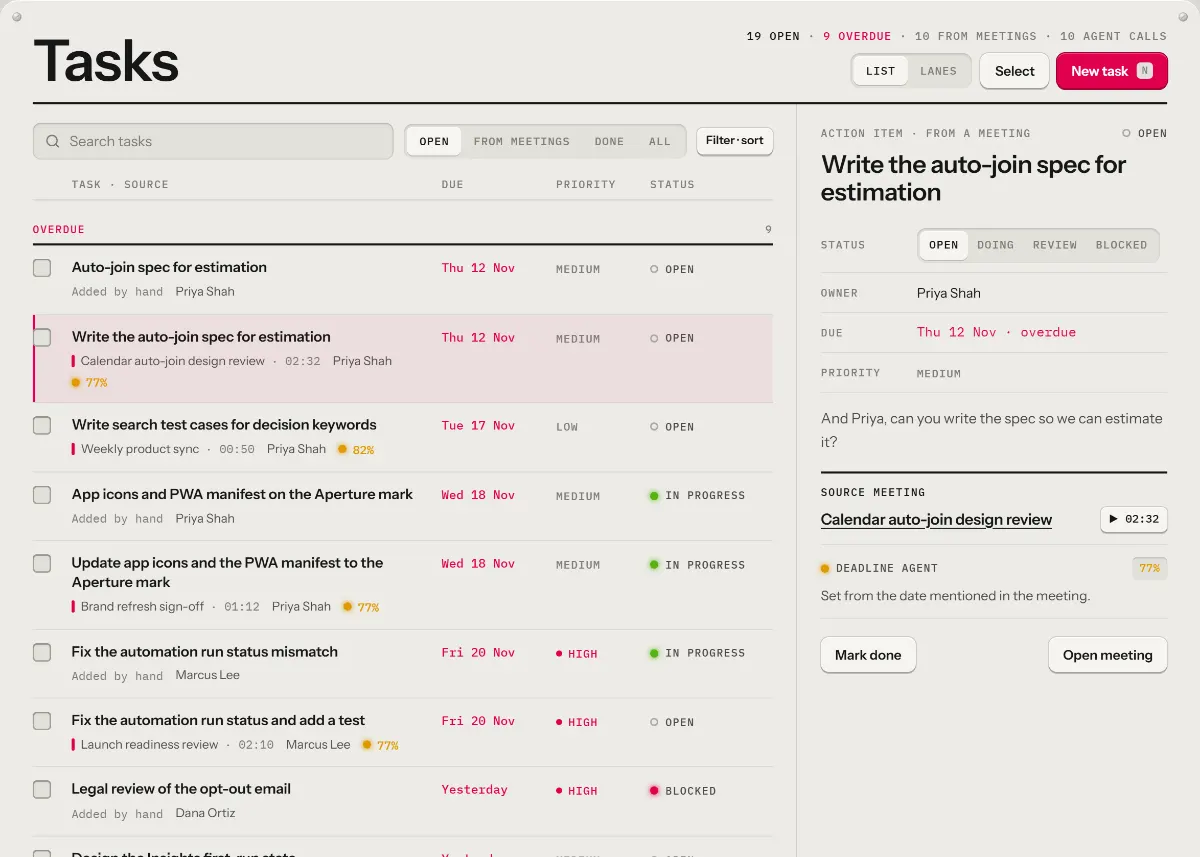 Tasks
19 OPEN · 9 OVERDUE · 10 FROM MEETINGS · 10 AGENT CALLS
LIST LANES Select New task N
Search tasks
OPEN FROM MEETINGS DONE ALL Filter·sort
TASK · SOURCE DUE PRIORITY STATUS
OVERDUE 9
Auto-join spec for estimation Thu 12 Nov MEDIUM OPEN
Added by hand Priya Shah
Write the auto-join spec for estimation Thu 12 Nov MEDIUM OPEN
Calendar auto-join design review · 02:32 Priya Shah
77%
Write search test cases for decision keywords Tue 17 Nov LOW OPEN
Weekly product sync · 00:50 Priya Shah 82%
App icons and PWA manifest on the Aperture mark Wed 18 Nov MEDIUM IN PROGRESS
Added by hand Priya Shah
Update app icons and the PWA manifest to the Wed 18 Nov MEDIUM IN PROGRESS
Aperture mark
Brand refresh sign-off · 01:12 Priya Shah 77%
Fix the automation run status mismatch Fri 20 Nov HIGH IN PROGRESS
Added by hand Marcus Lee
Fix the automation run status and add a test Fri 20 Nov HIGH OPEN
Launch readiness review · 02:10 Marcus Lee 77%
Legal review of the opt-out email Yesterday HIGH BLOCKED
Added by hand Dana Ortiz
ACTION ITEM · FROM A MEETING OPEN
Write the auto-join spec for
estimation
STATUS OPEN DOING REVIEW BLOCKED
OWNER Priya Shah
DUE Thu 12 Nov · overdue
PRIORITY MEDIUM
And Priya, can you write the spec so we can estimate
it?
SOURCE MEETING
Calendar auto-join design review 02:32
DEADLINE AGENT 77%
Set from the date mentioned in the meeting.
Mark done Open meeting